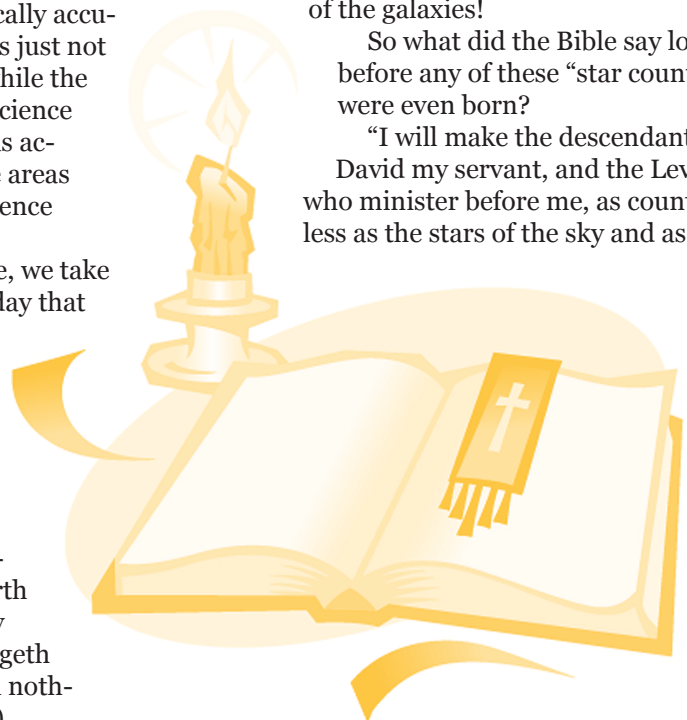 cally accu-
s just not
hile the
cience
s ac-
areas
ence
e, we take
day that
-
rth
y
geth
noth-
)
of the galaxies!
So what did the Bible say lo
before any of these “star coun
were even born?
“I will make the descendant
David my servant, and the Lev
who minister before me, as coun
less as the stars of the sky and as